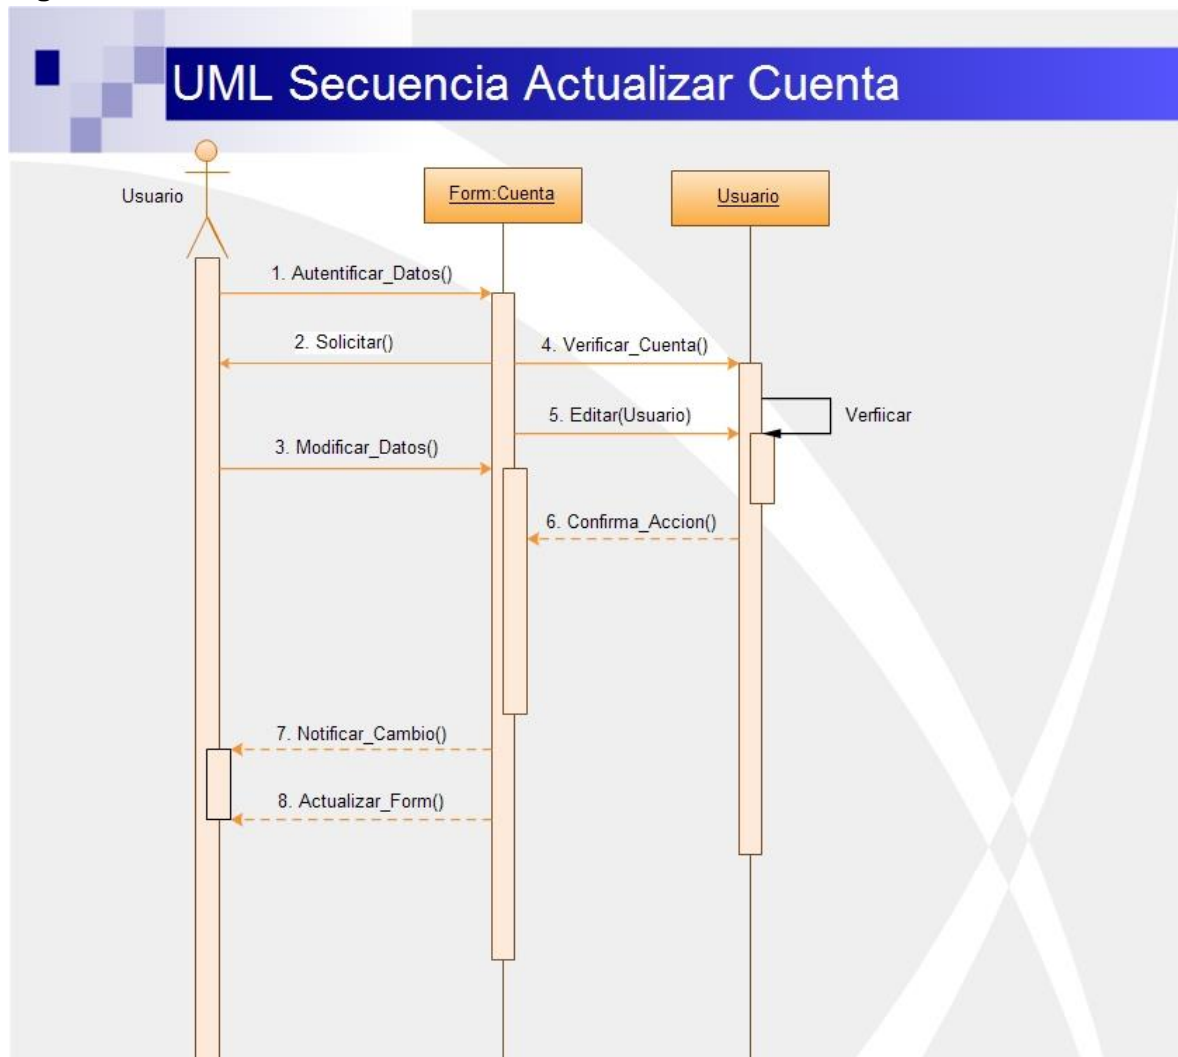 UML Secuencia Actualizar Cuenta
Usuario
Form:Cuenta
Usuario
1. Autentificar_Datos()
2. Solicitar()
4. Verificar_Cuenta()
5. Editar(Usuario)
Verfiicar
3. Modificar_Datos()
6. Confirma_Accion()
7. Notificar_Cambio()
8. Actualizar_Form()